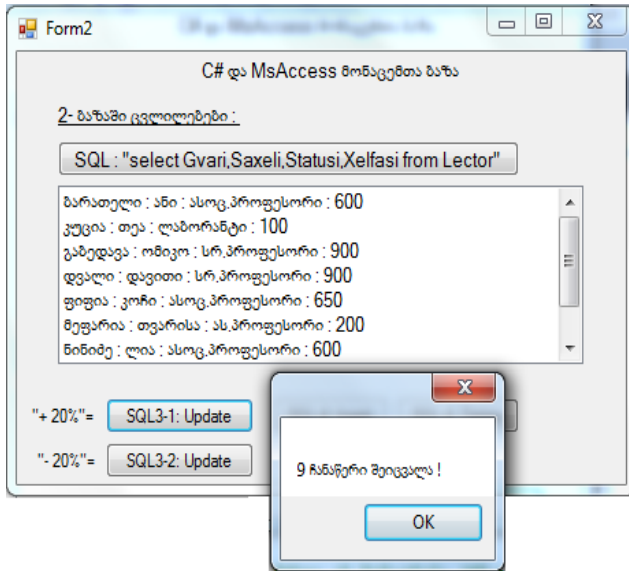 Form2
C# და MsAccess მონაცემთა ბაზა
2- ბაზაში ცვლილებები :
SQL : "select Gvari,Saxeli,Statusi,Xelfasi from Lector"
ბარათელი : ანი : ასოც.პროფესორი : 600
კუცია : თეა : ლაბორანტი : 100
გაბედავა : ომიკო : სრ.პროფესორი : 900
დვალი : დავითი : სრ.პროფესორი : 900
ფიფია : კოჩი : ასოც.პროფესორი : 650
მეფარია : თვარისა : ას.პროფესორი : 200
ნინიძე : ლია : ასოც.პროფესორი : 600
"+ 20%"= SQL3-1: Update
"- 20%"= SQL3-2: Update
9 ჩანაწერი შეიცვალა !
OK